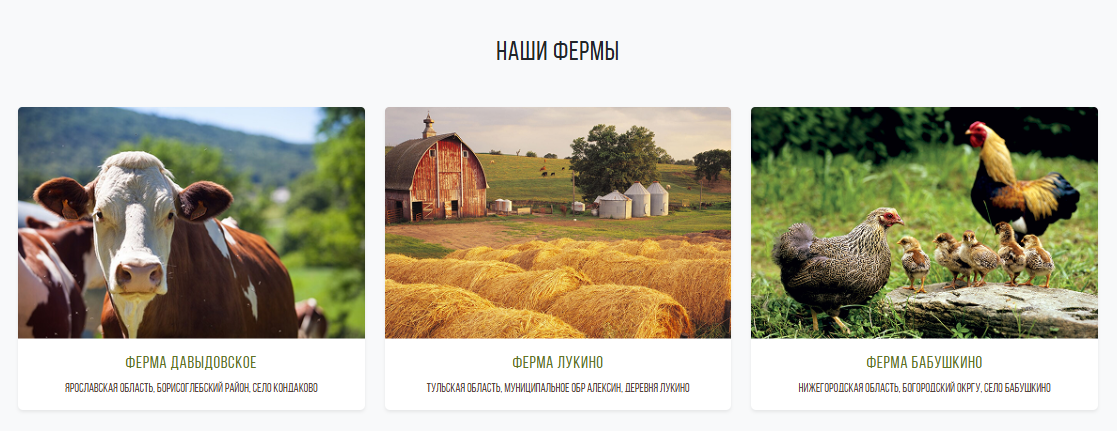 НАШИ ФЕРМЫ
ФЕРМА ДАВЫДОВСКОЕ
ЯРОСЛАВСКАЯ ОБЛАСТЬ, БОРИСОГЛЕБСКИЙ РАЙОН, СЕЛО КОНДАКОВО
ФЕРМА ЛУКИНО
ТУЛЬСКАЯ ОБЛАСТЬ, МУНИЦИПАЛЬНОЕ ОБР АЛЕКСИН, ДЕРЕВНЯ ЛУКИНО
ФЕРМА БАБУШКИНО
НИЖЕГОРОДСКАЯ ОБЛАСТЬ, БОГОРОДСКИЙ ОКРГУ, СЕЛО БАБУШКИНО